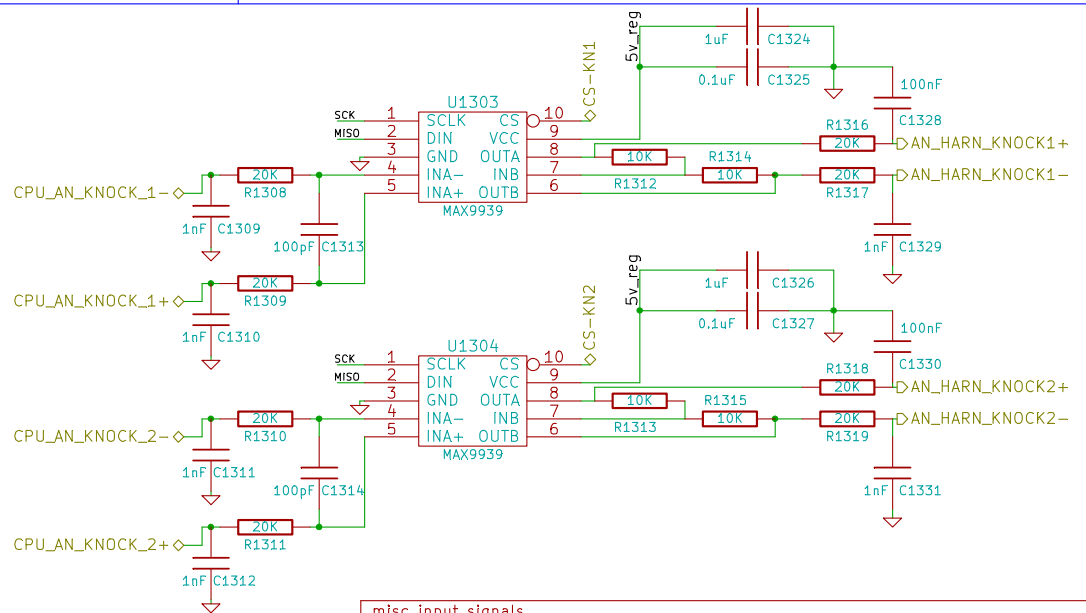 5v_reg
1uF C1324
0.1uF C1325
CS-KN1
100nF
C1328
U1303
SCK 1 SCLK CS 10
MISO 2 DIN VCC 9
3 GND OUTA 8
4 INA- INB 7
5 INA+ OUTB 6
MAX9939
10K
R1312
R1314
10K
R1316
20K
AN_HARN_KNOCK1+
20K
R1317
AN_HARN_KNOCK1-
1nF C1329
CPU_AN_KNOCK_1-
20K
R1308
1nF C1309
100pF C1313
20K
R1309
CPU_AN_KNOCK_1+
1nF C1310
5v_reg
1uF C1326
0.1uF C1327
CS-KN2
100nF
C1330
U1304
SCK 1 SCLK CS 10
MISO 2 DIN VCC 9
3 GND OUTA 8
4 INA- INB 7
5 INA+ OUTB 6
MAX9939
10K
R1313
R1315
10K
R1318
20K
AN_HARN_KNOCK2+
20K
R1319
AN_HARN_KNOCK2-
1nF C1331
CPU_AN_KNOCK_2-
20K
R1310
1nF C1311
100pF C1314
20K
R1311
CPU_AN_KNOCK_2+
1nF C1312
misc input signals